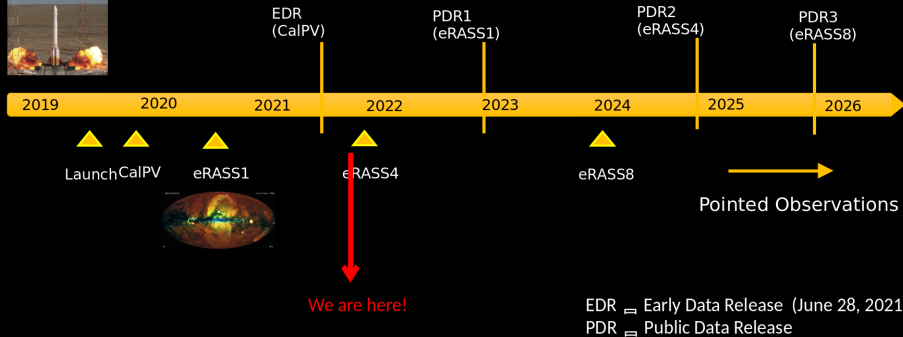 EDR
(CalPV)
PDR1
(eRASS1)
PDR2
(eRASS4)
PDR3
(eRASS8)
2019 2020 2021 2022 2023 2024 2025 2026
Launch CalPV eRASS1 eRASS4 eRASS8
Pointed Observations
We are here!
EDR Early Data Release (June 28, 2021
PDR Public Data Release